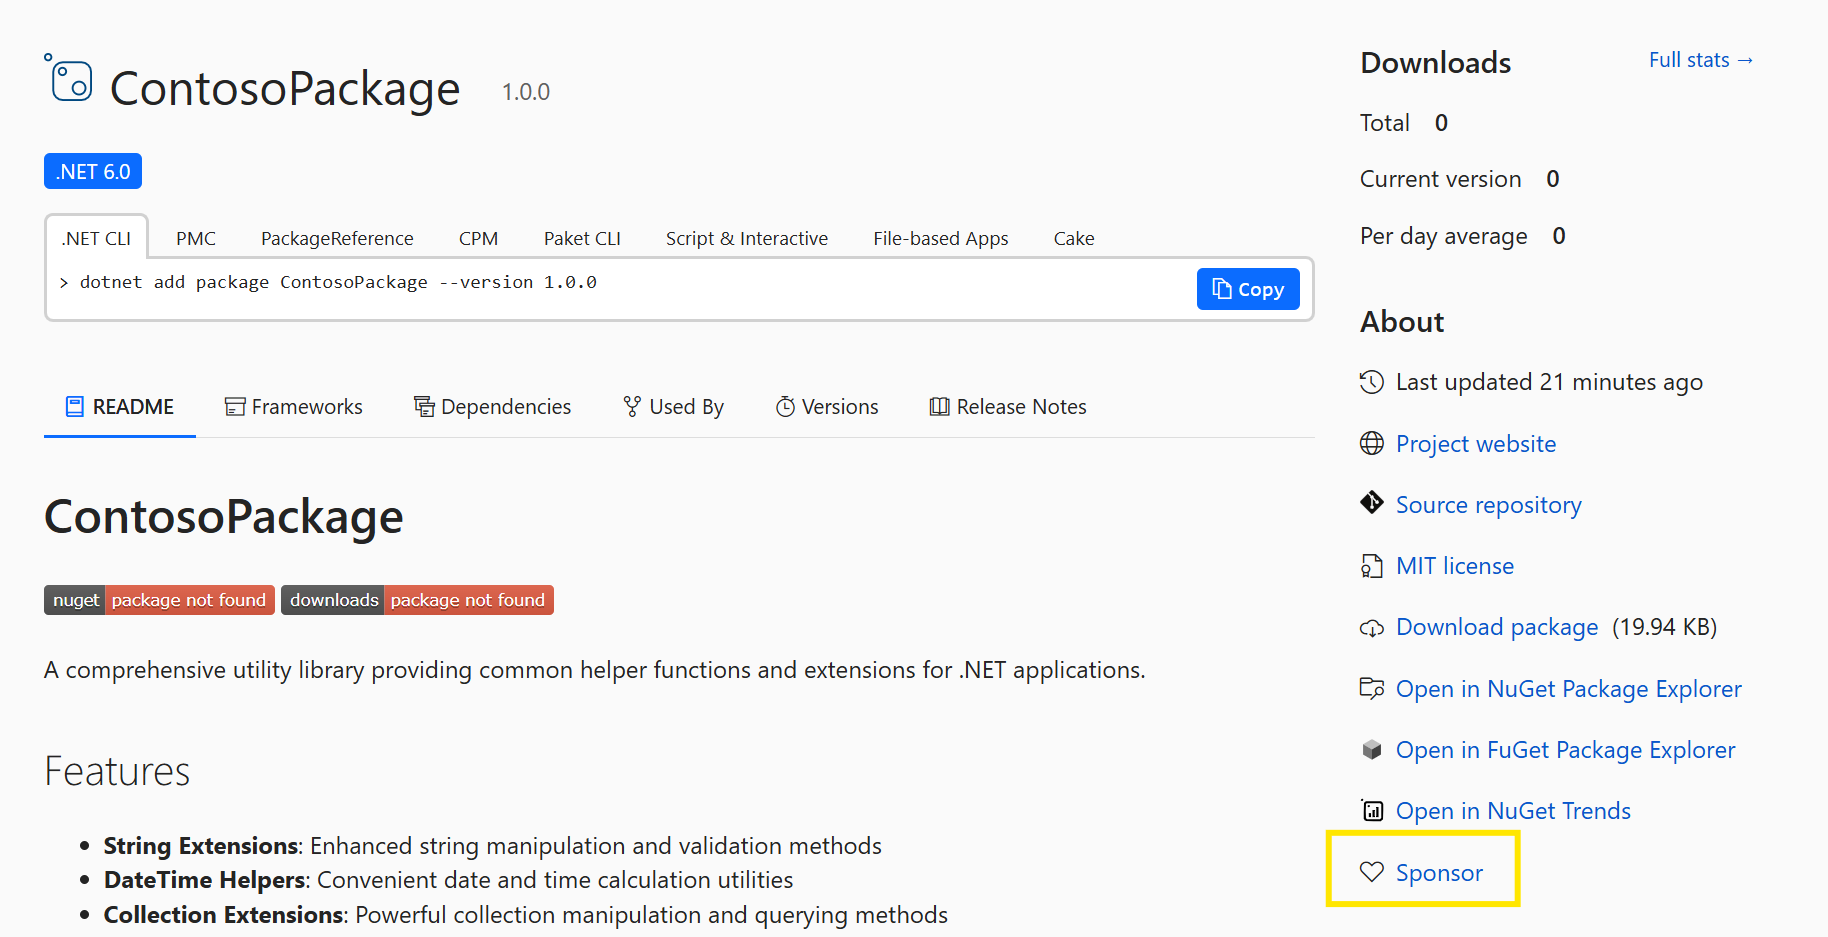 ContosoPackage 1.0.0
.NET 6.0
.NET CLI PMC PackageReference CPM Paket CLI Script & Interactive File-based Apps Cake
> dotnet add package ContosoPackage --version 1.0.0
Copy
README Frameworks Dependencies Used By Versions Release Notes
ContosoPackage
nuget package not found downloads package not found
A comprehensive utility library providing common helper functions and extensions for .NET applications.
Features
• String Extensions: Enhanced string manipulation and validation methods
• DateTime Helpers: Convenient date and time calculation utilities
• Collection Extensions: Powerful collection manipulation and querying methods
Downloads Full stats →
Total 0
Current version 0
Per day average 0
About
Last updated 21 minutes ago
Project website
Source repository
MIT license
Download package (19.94 KB)
Open in NuGet Package Explorer
Open in FuGet Package Explorer
Open in NuGet Trends
Sponsor